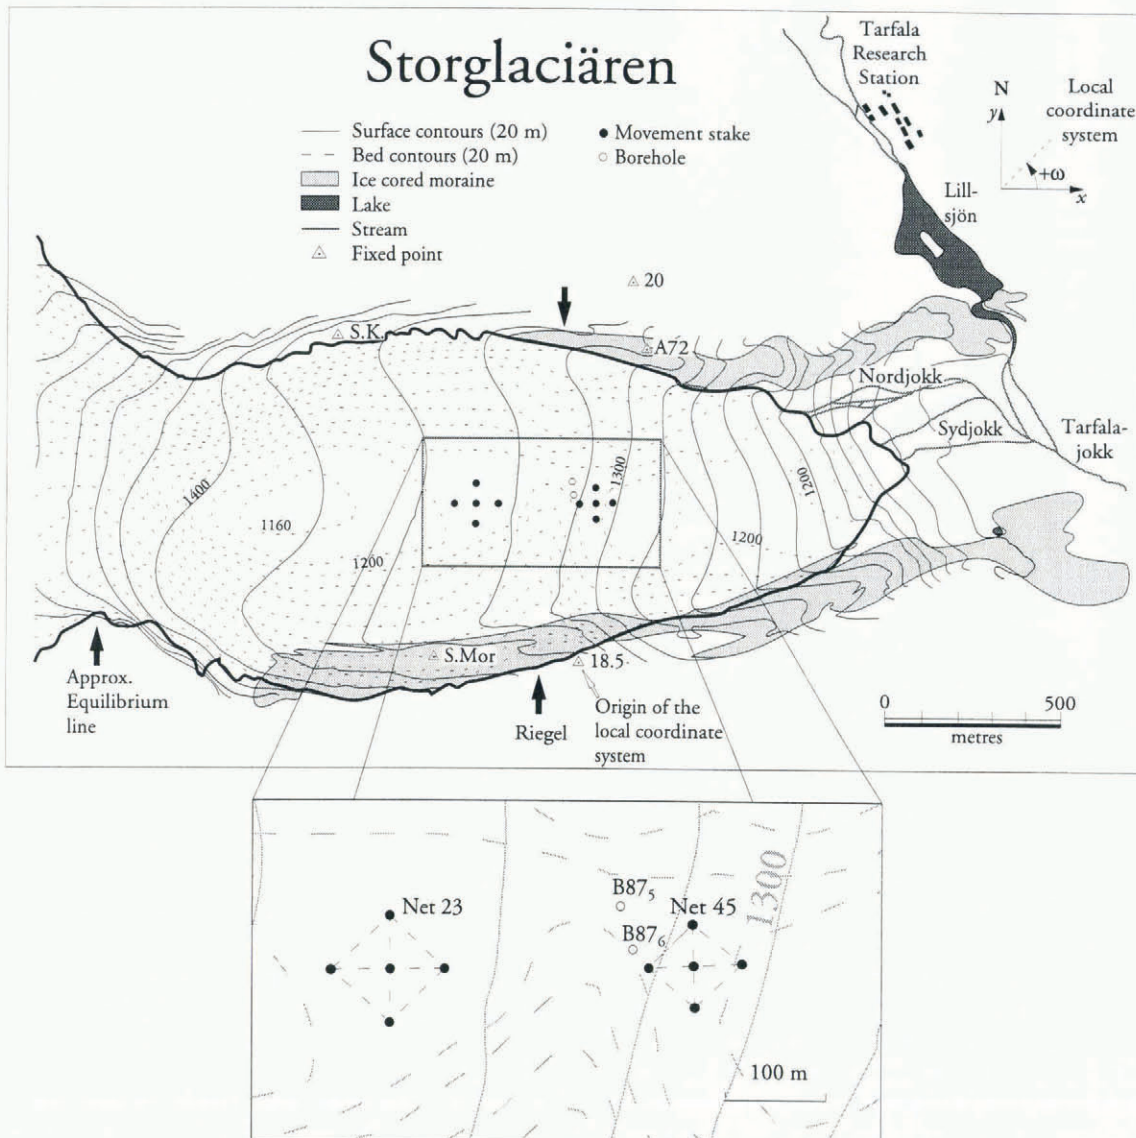 Storglaciären
Surface contours (20 m)
Bed contours (20 m)
Ice cored moraine
Lake
Stream
Fixed point
Movement stake
Borehole
Tarfala
Research
Station
N
y
Local
coordinate
system
+ω
x
Lill-
sjön
20
S.K.
A72
Nordjokk
Sydjokk
Tarfala-
jokk
1400
1160
1200
1300
1200
1200
S.Mor
18.5
Approx.
Equilibrium
line
Riegel
Origin of the
local coordinate
system
0 500
metres
Net 23
B87₅
Net 45
B87₆
1300
100 m